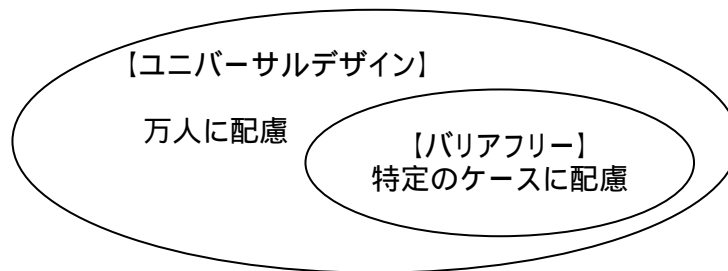 【ユニバーサルデザイン】
万人に配慮
【バリアフリー】
特定のケースに配慮